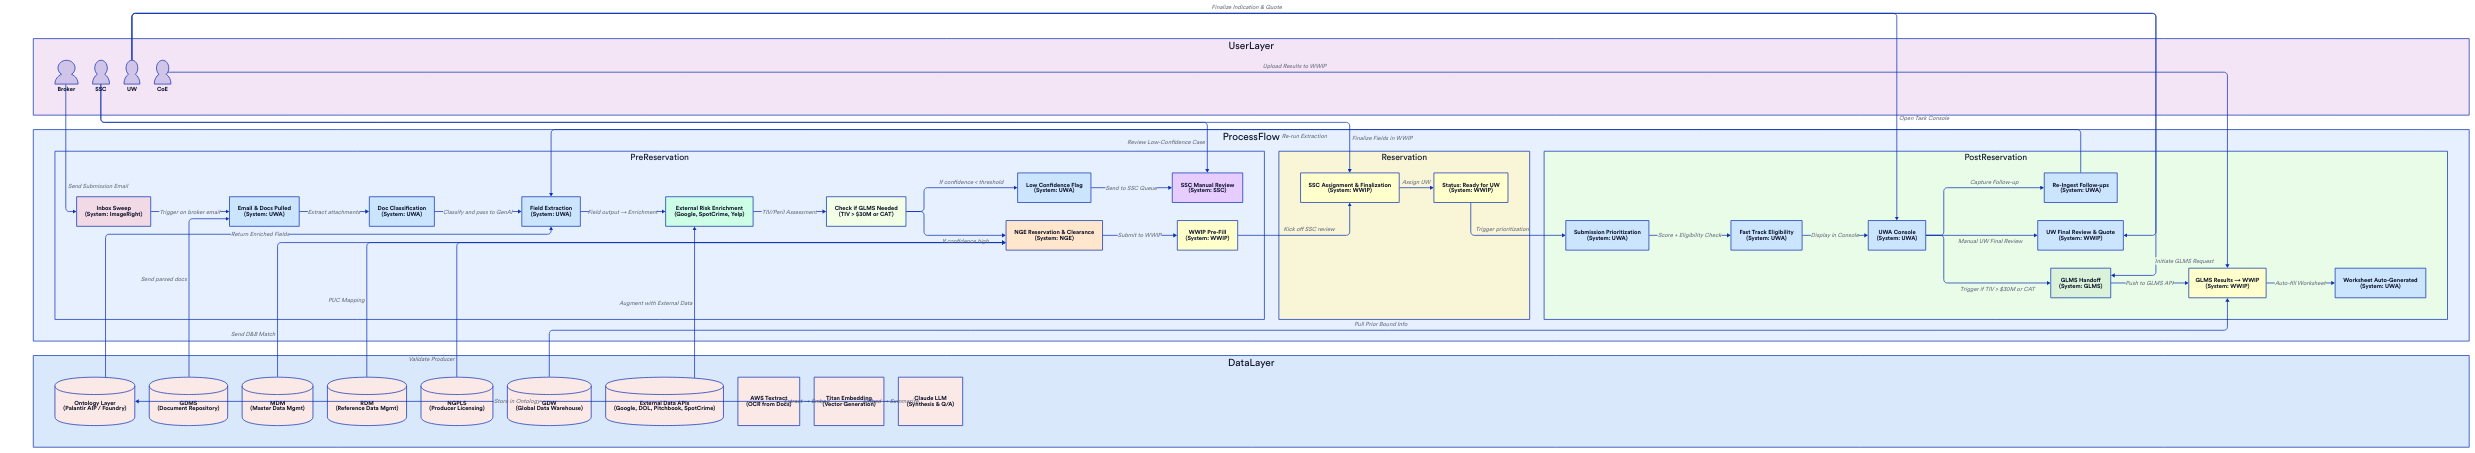 Finalize Indication & Quote
UserLayer
Upload Results to WWIP
Broker
SSC
UW
CoE
Open Task Console
ProcessFlow
Re-run Extraction
Finalize Fields in WWIP
Review Low-Confidence Case
PreReservation
Reservation
PostReservation
Send Submission Email
Inbox Sweep
(System: ImageRight)
Trigger on broker email
Email & Docs Pulled
(System: UWA)
Extract attachments
Doc Classification
(System: UWA)
Classify and pass to GenAI
Field Extraction
(System: UWA)
Field output → Enrichment
External Risk Enrichment
(Google, SpotCrime, Yelp)
TIV/Peril Assessment
Check if GLMS Needed
(TIV > $30M or CAT)
If confidence < threshold
Low Confidence Flag
(System: UWA)
Send to SSC Queue
SSC Manual Review
(System: SSC)
If confidence high
NGE Reservation & Clearance
(System: NGE)
Submit to WWIP
WWIP Pre-Fill
(System: WWIP)
Kick off SSC review
SSC Assignment & Finalization
(System: WWIP)
Assign UW
Status: Ready for UW
(System: WWIP)
Trigger prioritization
Submission Prioritization
(System: UWA)
Score + Eligibility Check
Fast Track Eligibility
(System: UWA)
Display in Console
UWA Console
(System: UWA)
Capture Follow-up
Re-Ingest Follow-ups
(System: UWA)
Manual UW Final Review
UW Final Review & Quote
(System: WWIP)
Initiate GLMS Request
Trigger if TIV > $30M or CAT
GLMS Handoff
(System: GLMS)
Push to GLMS API
GLMS Results → WWIP
(System: WWIP)
Auto-fill Worksheet
Worksheet Auto-Generated
(System: UWA)
Return Enriched Fields
Send parsed docs
PUC Mapping
Augment with External Data
Send D&B Match
Pull Prior Bound Info
Validate Producer
DataLayer
Ontology Layer
(Palantir AIP / Foundry)
GDMS
(Document Repository)
MDM
(Master Data Mgmt)
RDM
(Reference Data Mgmt)
NGPLS
(Producer Licensing)
Store in Ontology
GDW
(Global Data Warehouse)
External Data APIs
(Google, DOL, Pitchbook, SpotCrime)
AWS Textract
(OCR from Docs)
Titan Embedding
(Vector Generation)
Claude LLM
(Synthesis & Q/A)